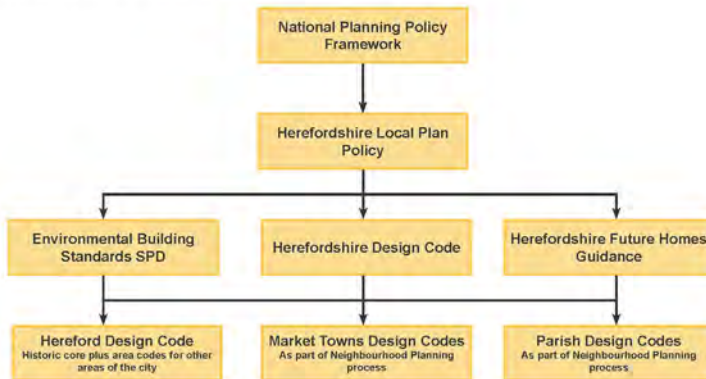 National Planning Policy
Framework
Herefordshire Local Plan
Policy
Environmental Building
Standards SPD
Herefordshire Design Code
Herefordshire Future Homes
Guidance
Hereford Design Code
Historic core plus area codes for other
areas of the city
Market Towns Design Codes
As part of Neighbourhood Planning
process
Parish Design Codes
As part of Neighbourhood Planning
process